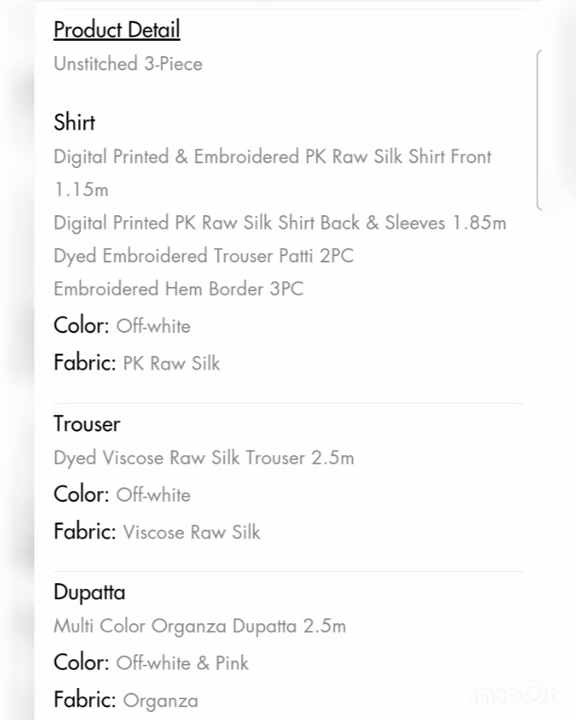 Product Detail
Unstitched 3-Piece
Shirt
Digital Printed & Embroidered PK Raw Silk Shirt Front
1.15m
Digital Printed PK Raw Silk Shirt Back & Sleeves 1.85m
Dyed Embroidered Trouser Patti 2PC
Embroidered Hem Border 3PC
Color: Off-white
Fabric: PK Raw Silk
Trouser
Dyed Viscose Raw Silk Trouser 2.5m
Color: Off-white
Fabric: Viscose Raw Silk
Dupatta
Multi Color Organza Dupatta 2.5m
Color: Off-white & Pink
Fabric: Organza